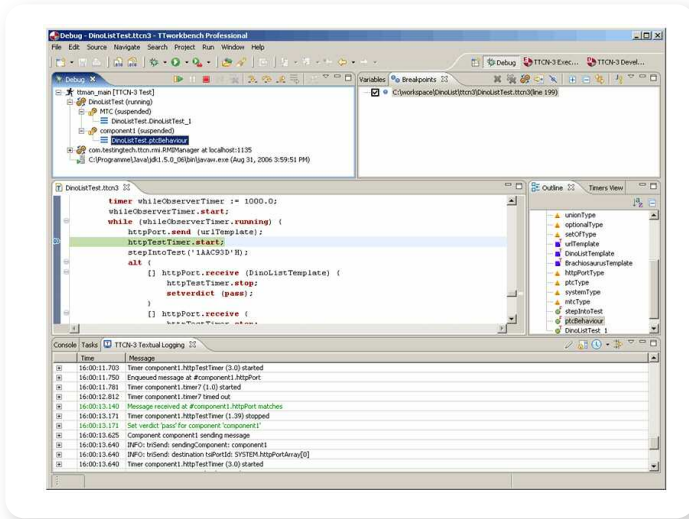 Debug - DinoListTest.ttcn3 - TTworkbench Professional
File Edit Source Navigate Search Project Run Window Help
Debug TTCN-3 Exec... TTCN-3 Devel...
Debug
ttman_main [TTCN-3 Test]
DinoListTest (running)
MTC (suspended)
DinoListTest.DinoListTest_1
component1 (suspended)
DinoListTest.ptcBehaviour
com.testingtech.ttcn.rmi.RMIManager at localhost:1135
C:\Programme\Java\jdk1.5.0_06\bin\javaw.exe (Aug 31, 2006 3:59:51 PM)
Variables Breakpoints
C:\workspace\DinoList\ttcn3\DinoListTest.ttcn3(line 199)
DinoListTest.ttcn3
timer whileObserverTimer := 1000.0;
whileObserverTimer.start;
while (whileObserverTimer.running) {
httpPort.send (urlTemplate);
httpTestTimer.start;
stepIntoTest('1AAC93D'H);
alt {
[] httpPort.receive (DinoListTemplate) {
httpTestTimer.stop;
setverdict (pass);
}
[] httpPort.receive {
Outline Timers View
unionType
optionalType
setOfType
urlTemplate
DinoListTemplate
BrachiosaurusTemplate
httpPortType
ptcType
systemType
mtcType
stepIntoTest
ptcBehaviour
DinoListTest_1
Console Tasks TTCN-3 Textual Logging
Time Message
16:00:11.703 Timer component1.httpTestTimer (3.0) started
16:00:11.750 Enqueued message at #component1.httpPort
16:00:11.781 Timer component1.timer7 (1.0) started
16:00:12.812 Timer component1.timer7 timed out
16:00:13.140 Message received at #component1.httpPort matches
16:00:13.171 Timer component1.httpTestTimer (1.39) stopped
16:00:13.171 Set verdict 'pass' for component 'component1'
16:00:13.625 Component component1 sending message
16:00:13.640 INFO: triSend: sendingComponent: component1
16:00:13.640 INFO: triSend: destination tsiPortId: SYSTEM.httpPortArray[0]
16:00:13.640 Timer component1.httpTestTimer (3.0) started